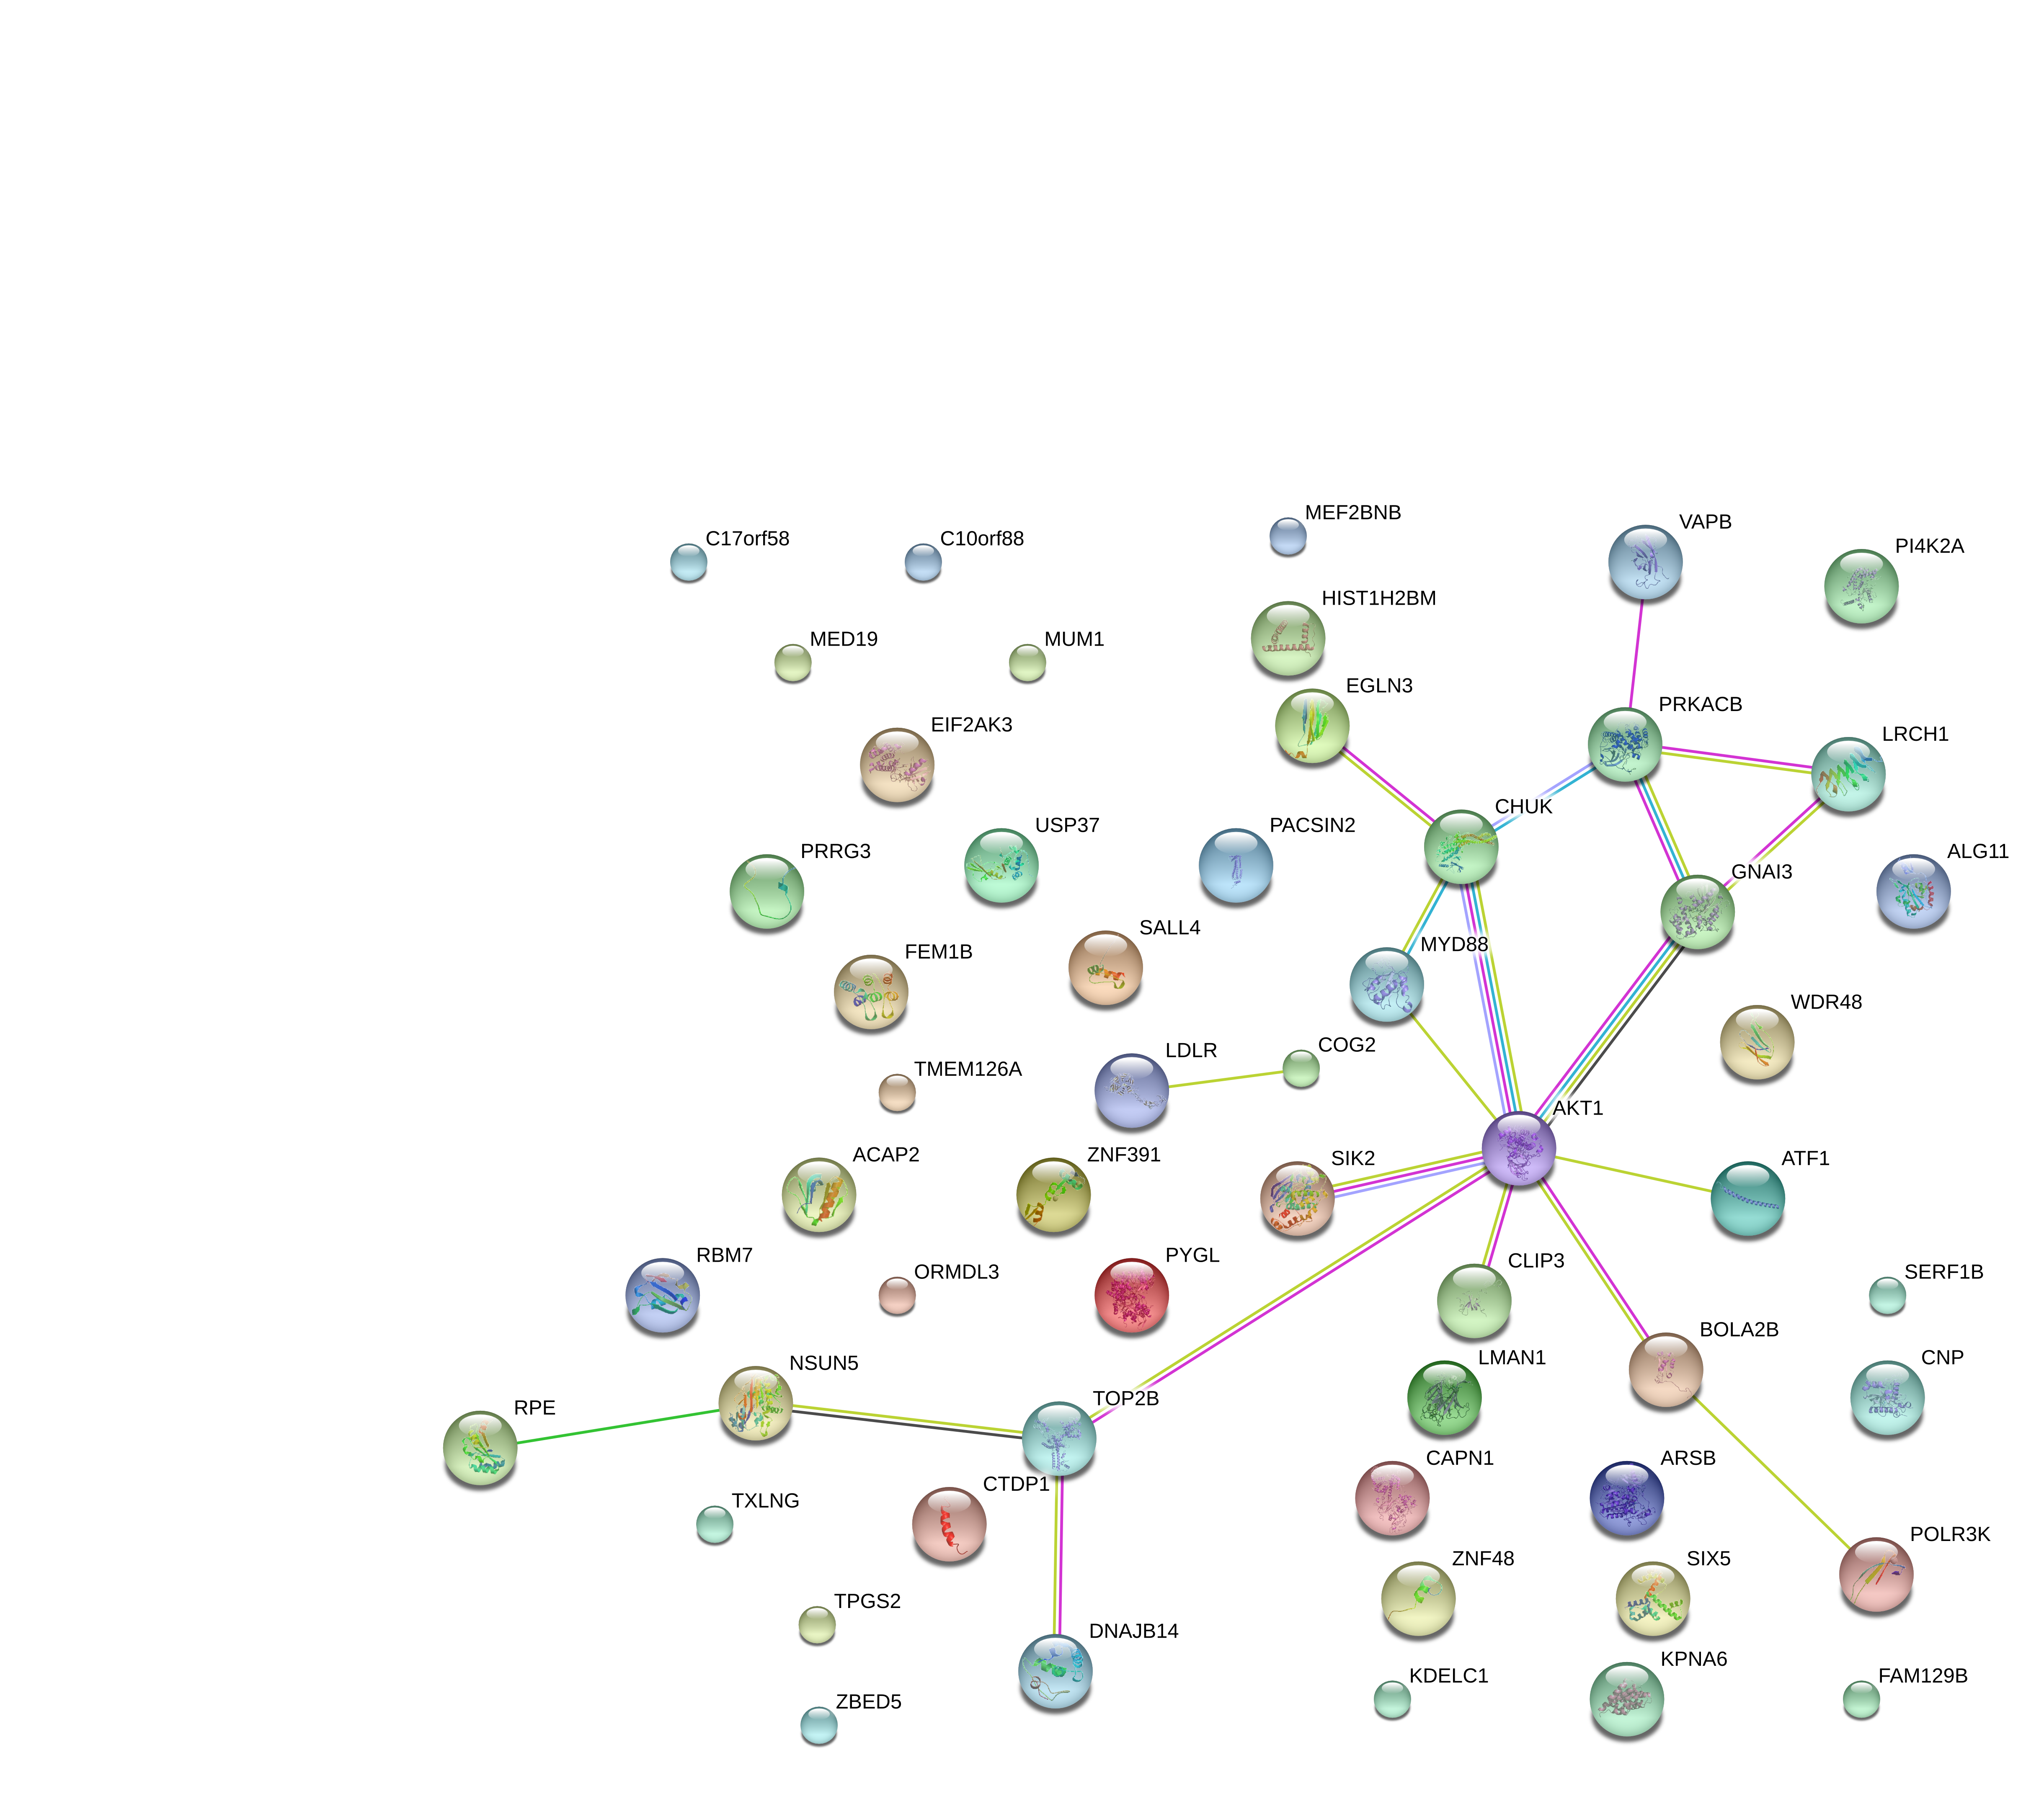 MEF2BNB
VAPB
C17orf58
C10orf88
PI4K2A
HIST1H2BM
MED19
MUM1
EGLN3
PRKACB
EIF2AK3
LRCH1
CHUK
USP37
PACSIN2
PRRG3
ALG11
GNAI3
SALL4
MYD88
FEM1B
WDR48
COG2
LDLR
TMEM126A
AKT1
ACAP2
ZNF391
SIK2
ATF1
RBM7
PYGL
CLIP3
ORMDL3
SERF1B
BOLA2B
LMAN1
CNP
NSUN5
TOP2B
RPE
CAPN1
ARSB
CTDP1
TXLNG
POLR3K
ZNF48
SIX5
TPGS2
DNAJB14
KPNA6
KDELC1
FAM129B
ZBED5